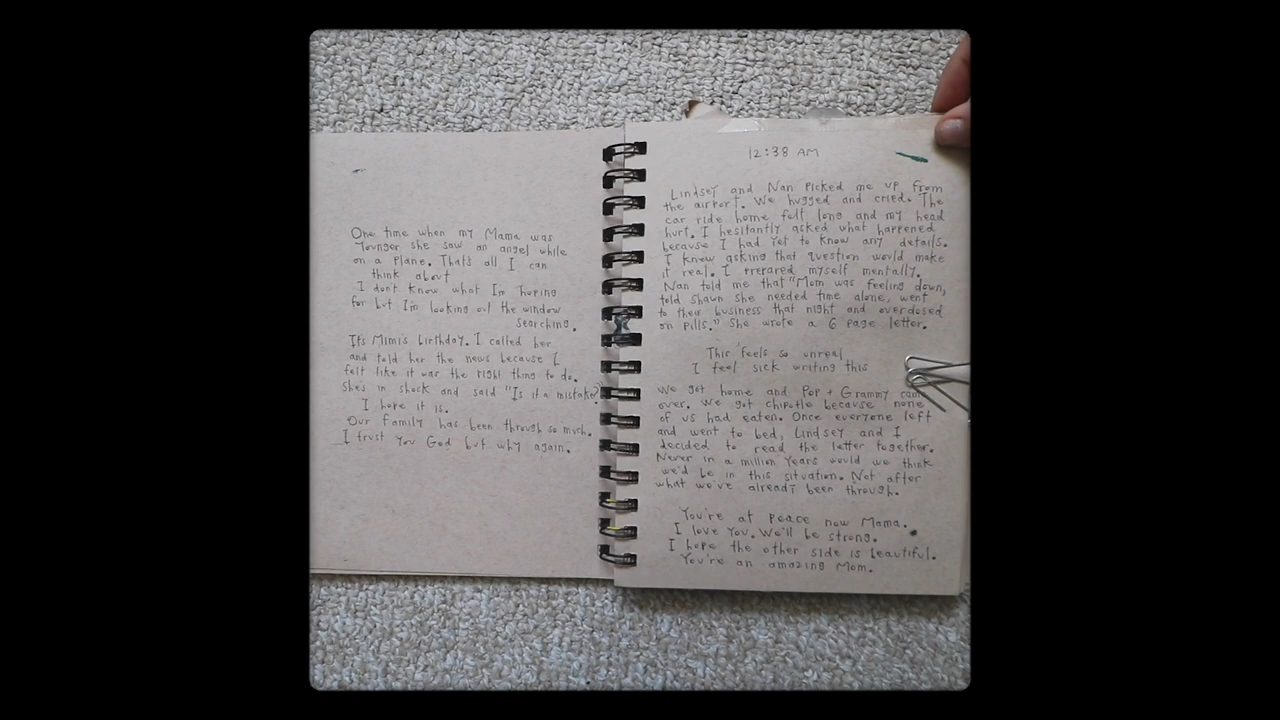 One time when my Mama was
Younger she saw an angel while
on a plane. That's all I can
think about
I don't know what I'm hoping
for but I'm looking out the window
searching.
It's Mimi's birthday. I called her
and told her the news because I
felt like it was the right thing to do.
She's in shock and said "Is it a mistake?"
I hope it is.
Our family has been through so much.
I trust you God but why again.
12:38 AM
Lindsey and Nan picked me up from
the airport. We hugged and cried. The
car ride home felt long and my head
hurt. I hesitantly asked what happened
because I had yet to know any details.
I knew asking that question would make
it real. I prepared myself mentally.
Nan told me that "Mom was feeling down,
told Shawn she needed time alone, went
to their business that night and overdosed
on pills." She wrote a 6 page letter.
This feels so unreal
I feel sick writing this
We got home and Pop + Grammy came
over. We got chipotle because none
of us had eaten. Once everyone left
and went to bed, Lindsey and I
decided to read the letter together.
Never in a million years would we think
we'd be in this situation. Not after
what we've already been through.
You're at peace now Mama.
I love you. We'll be strong.
I hope the other side is beautiful.
You're an amazing Mom.